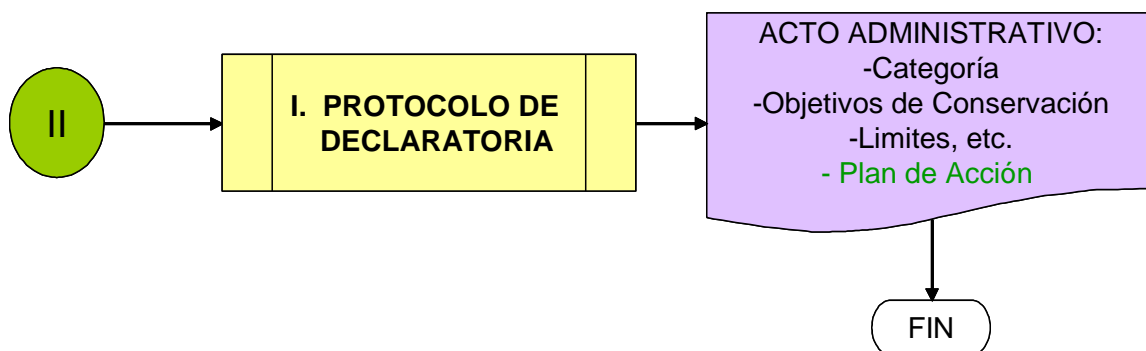 II
I. PROTOCOLO DE
DECLARATORIA
ACTO ADMINISTRATIVO:
-Categoría
-Objetivos de Conservación
-Limites, etc.
- Plan de Acción
FIN